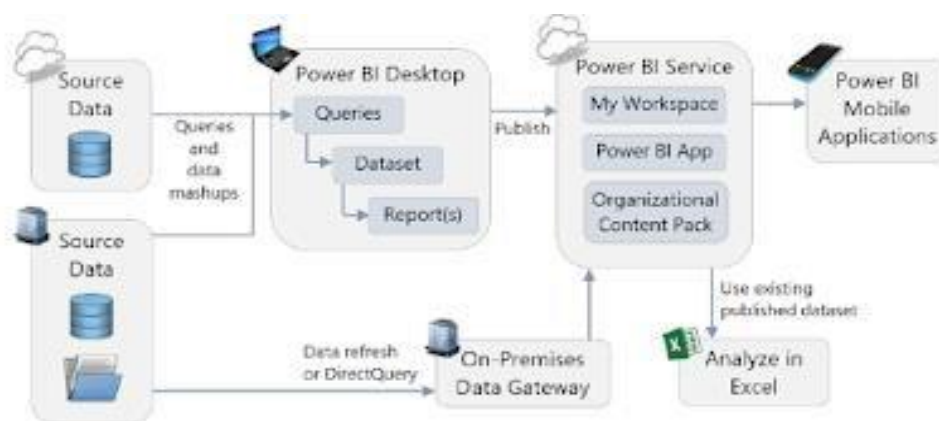 Source
Data
Queries
and
data
mashups
Source
Data
Power BI Desktop
Queries
Dataset
Report(s)
Publish
Power BI Service
My Workspace
Power BI App
Organizational
Content Pack
Power BI
Mobile
Applications
Use existing
published dataset
Data refresh
or DirectQuery
On-Premises
Data Gateway
Analyze in
Excel